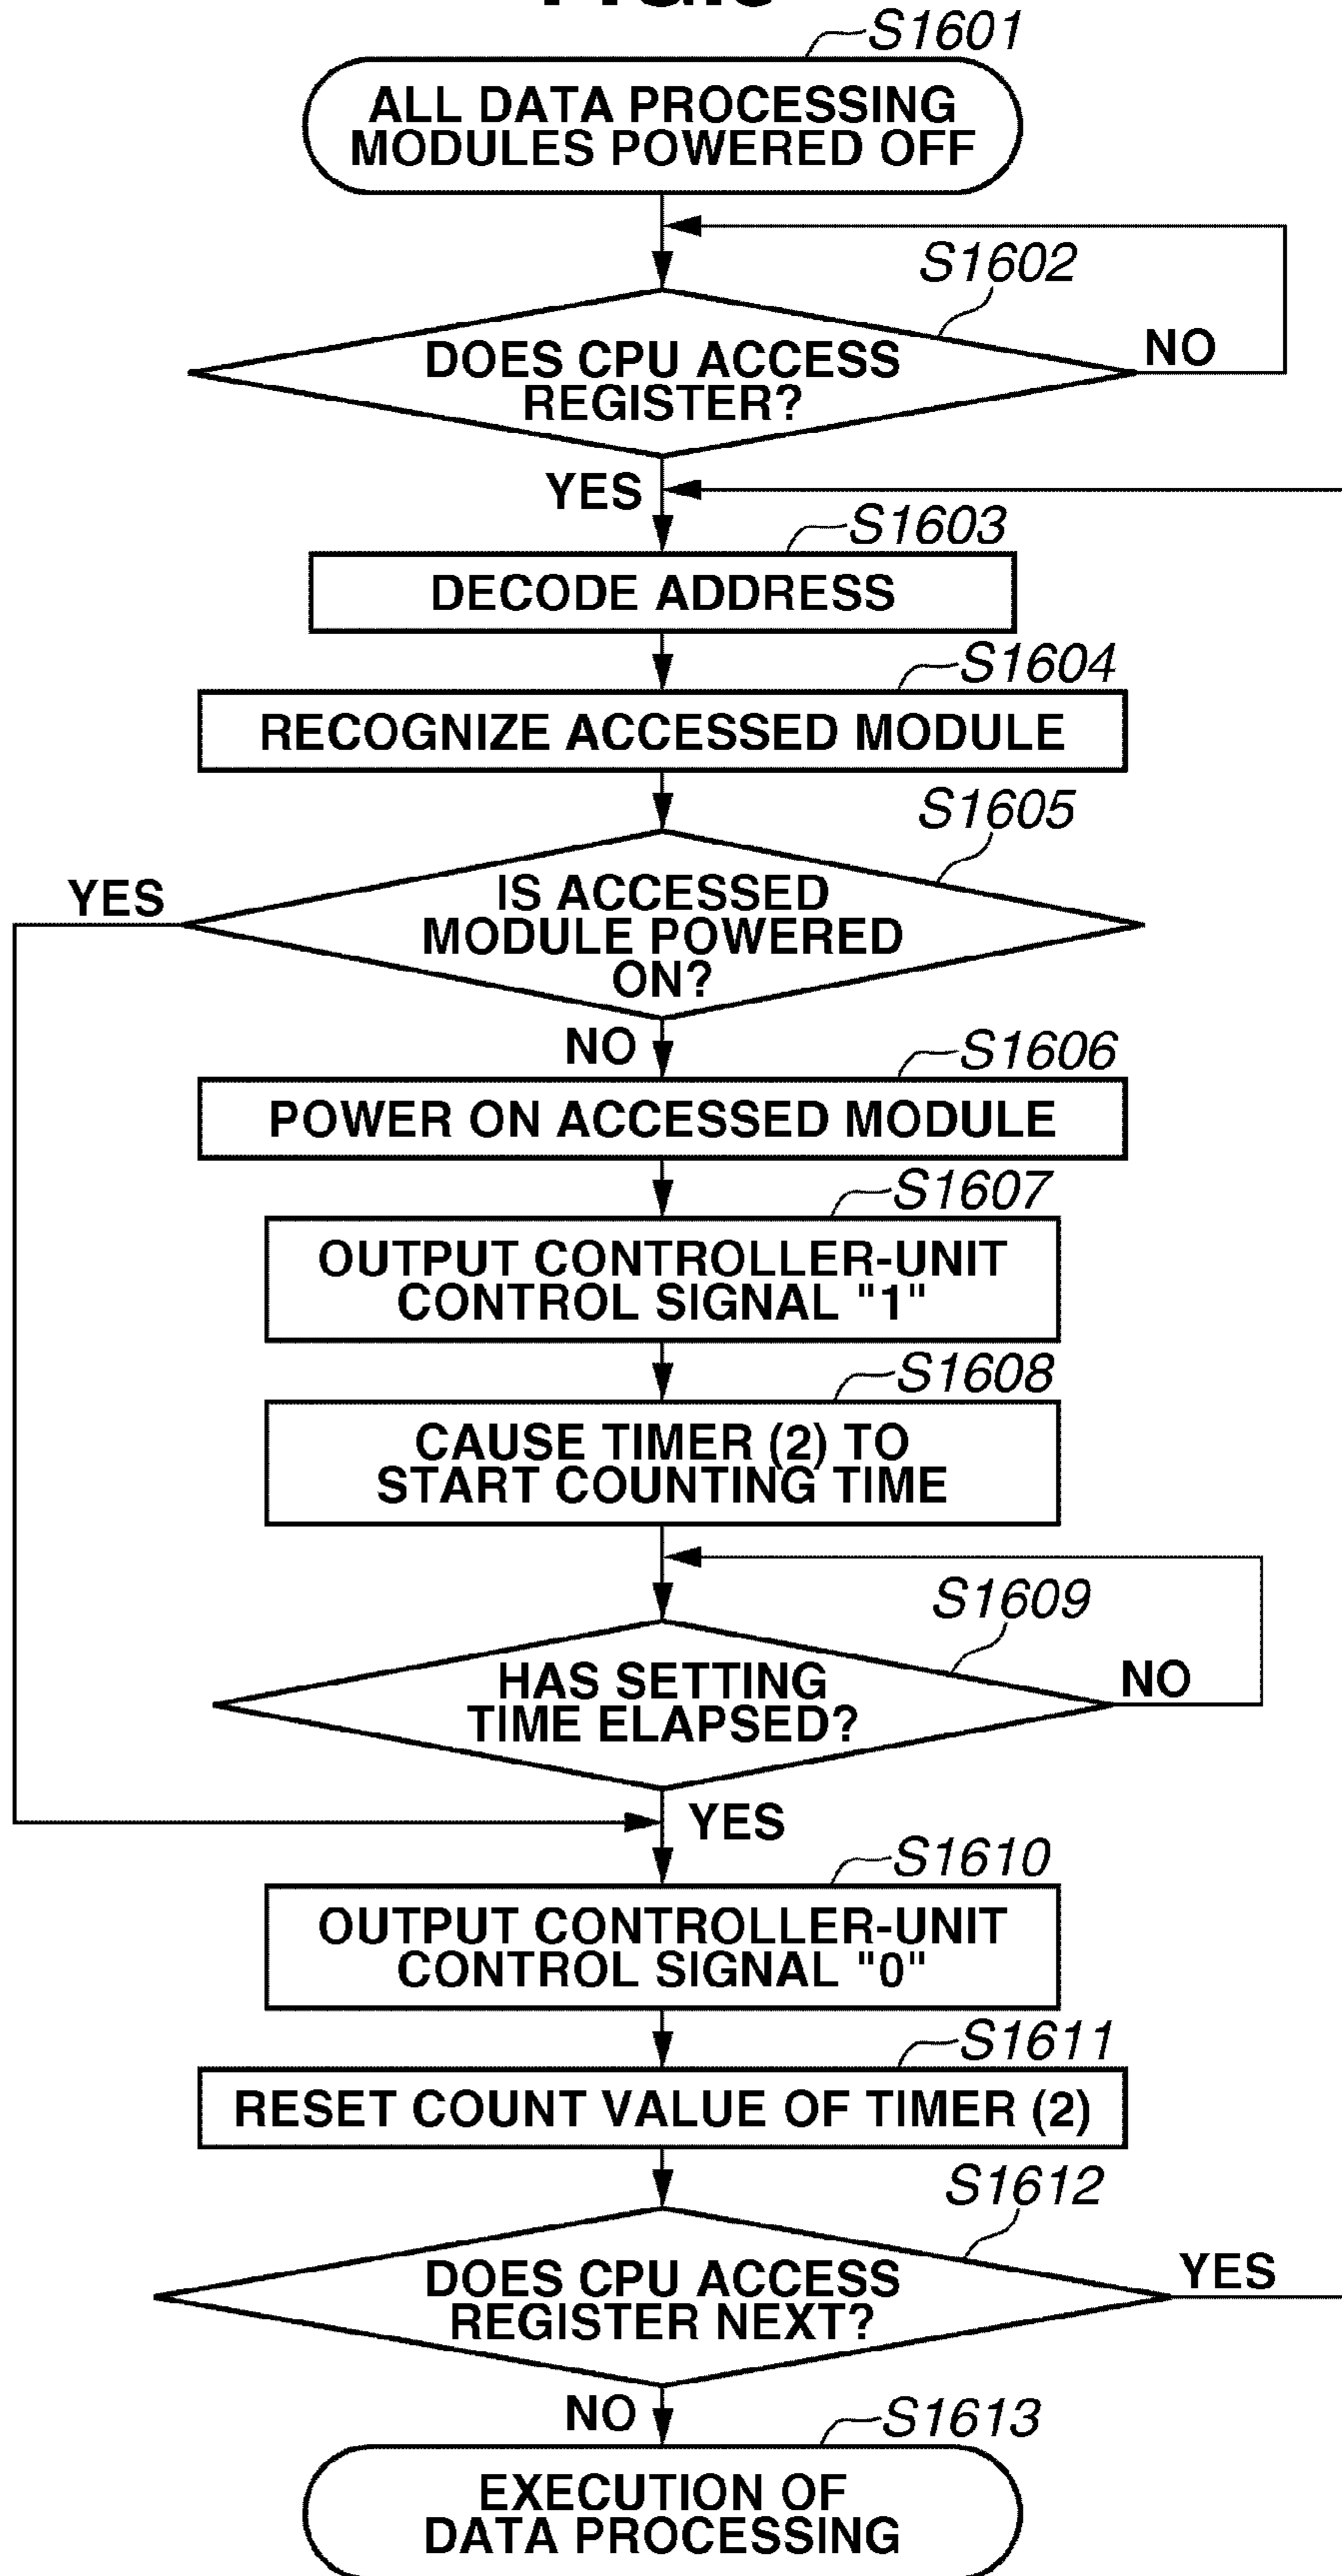 S1601
ALL DATA PROCESSING
MODULES POWERED OFF
S1602
DOES CPU ACCESS
REGISTER?
NO
YES
S1603
DECODE ADDRESS
S1604
RECOGNIZE ACCESSED MODULE
S1605
YES
IS ACCESSED
MODULE POWERED
ON?
NO
S1606
POWER ON ACCESSED MODULE
S1607
OUTPUT CONTROLLER-UNIT
CONTROL SIGNAL "1"
S1608
CAUSE TIMER (2) TO
START COUNTING TIME
S1609
HAS SETTING
TIME ELAPSED?
NO
YES
S1610
OUTPUT CONTROLLER-UNIT
CONTROL SIGNAL "0"
S1611
RESET COUNT VALUE OF TIMER (2)
S1612
DOES CPU ACCESS
REGISTER NEXT?
YES
NO
S1613
EXECUTION OF
DATA PROCESSING